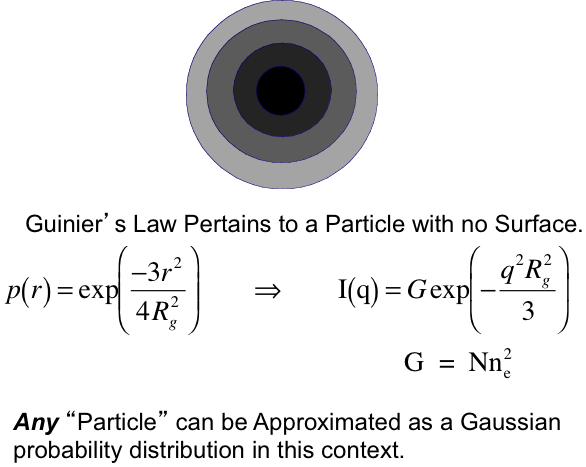 Guinier’s Law Pertains to a Particle with no Surface.
p(r) = exp(−3r²/4R_g²) ⇒ I(q) = G exp(−q²R_g²/3)
G = Nn_e²
Any “Particle” can be Approximated as a Gaussian
probability distribution in this context.